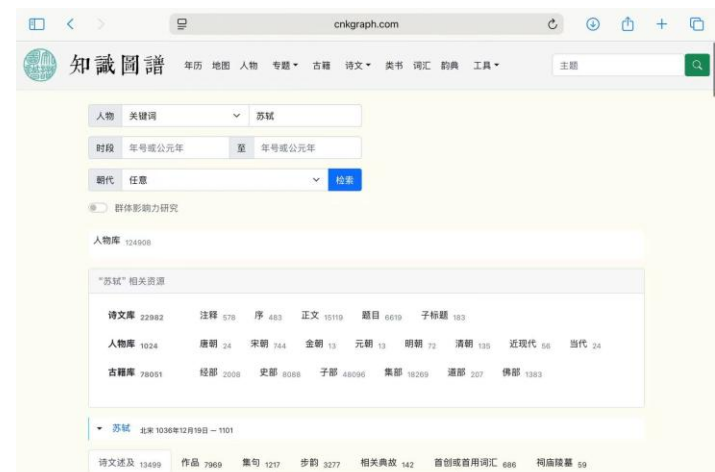 cnkgraph.com
知識圖譜 年历 地图 人物 专题 古籍 诗文 类书 词汇 韵典 工具 主题
人物 关键词 苏轼
时段 年号或公元年 至 年号或公元年
朝代 任意 检索
群体影响力研究
人物库 124908
“苏轼” 相关资源
诗文库 22982 注释 578 序 483 正文 15119 题目 6619 子标题 183
人物库 1024 唐朝 24 宋朝 744 金朝 13 元朝 13 明朝 72 清朝 135 近现代 56 当代 24
古籍库 78051 经部 2008 史部 8088 子部 48096 集部 18269 道部 207 佛部 1383
苏轼 北宋 1036年12月19日 — 1101
诗文述及 13499 作品 7969 集句 1217 步韵 3277 相关典故 142 首创或首用词汇 686 祠庙陵墓 59